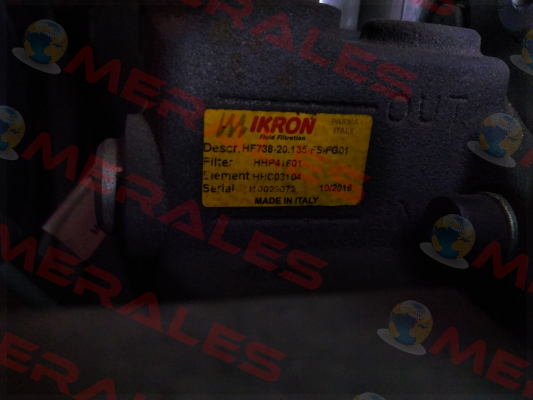 MERALES
IKRON
Fluid Filtration
PARMA
ITALY
OUT
Descr. HF738-20.135-FS-FG01
Filter HHP41601
Element HHC03104
Serial 10/2016
MADE IN ITALY
MERALES
MERALES